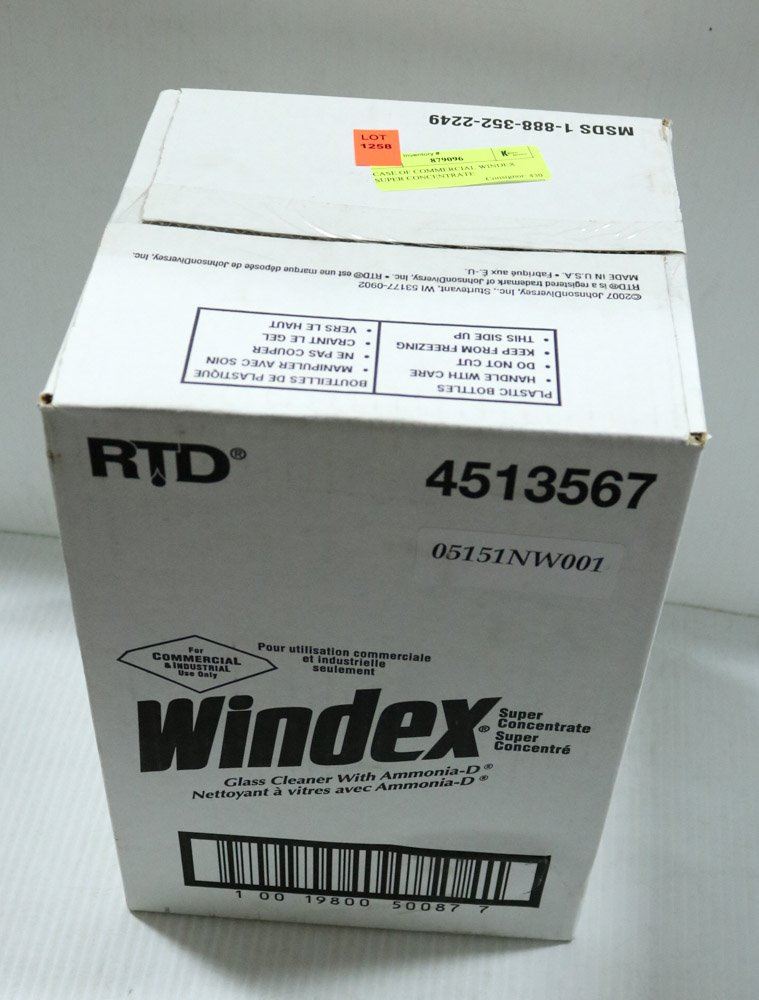 MSDS 1-888-352-2249
LOT
1258
Inventory #
879096
K
CASE OF COMMERCIAL WINDEX
SUPER CONCENTRATE Consignor 430
©2007 JohnsonDiversey, Inc., Sturtevant, WI 53177-0902
RTD® is a registered trademark of JohnsonDiversy, Inc. • RTD® est une marque déposée de JohnsonDiversey, Inc.
MADE IN U.S.A. • Fabriqué aux É.-U.
PLASTIC BOTTLES
• HANDLE WITH CARE
• DO NOT CUT
• KEEP FROM FREEZING
• THIS SIDE UP
BOUTEILLES DE PLASTIQUE
• MANIPULER AVEC SOIN
• NE PAS COUPER
• CRAINT LE GEL
• VERS LE HAUT
RTD®
4513567
05151NW001
For
COMMERCIAL
& INDUSTRIAL
Use Only
Pour utilisation commerciale
et industrielle
seulement
Windex®
Super
Concentrate
Super
Concentré
Glass Cleaner With Ammonia-D®
Nettoyant à vitres avec Ammonia-D®
1 00 19800 50087 7